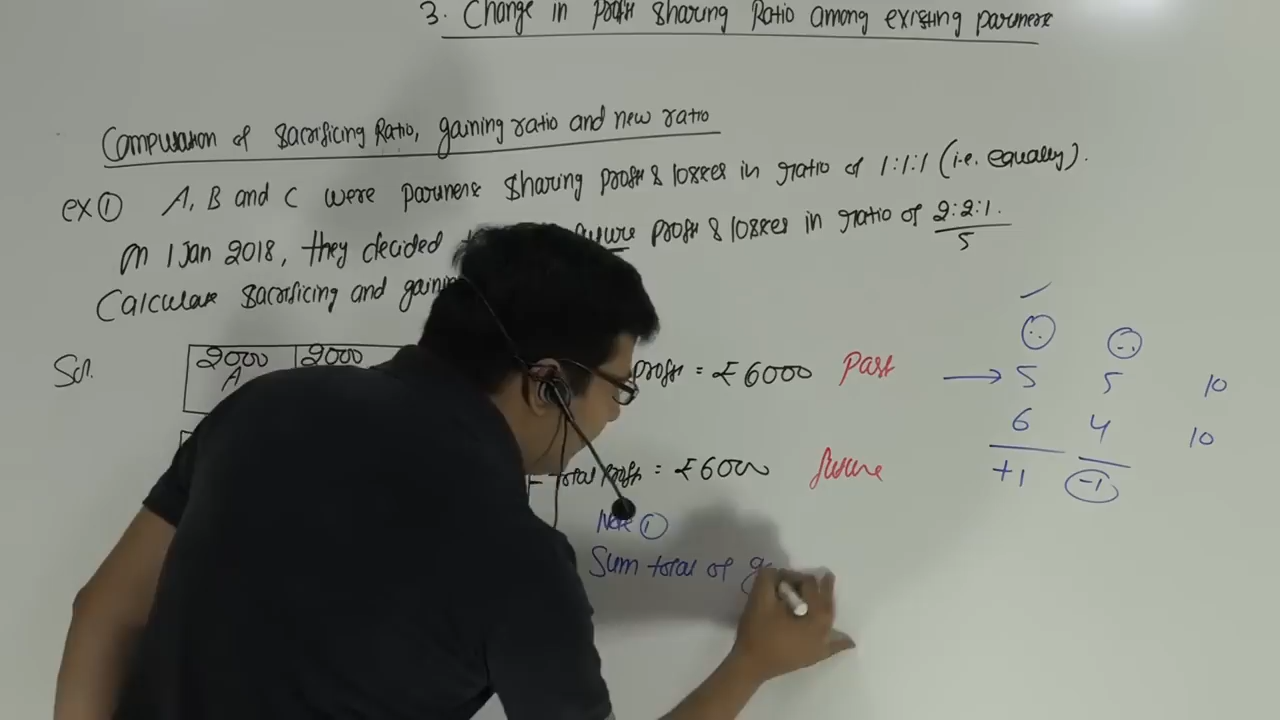 3. Change in Profit Sharing Ratio among existing partners
Computation of Sacrificing Ratio, gaining ratio and new ratio
ex ① A, B and C were partners sharing profit & losses in ratio of 1:1:1 (i.e. equally).
On 1 Jan 2018, they decided future profit & losses in ratio of 2:2:1.
5
Calculate Sacrificing and gaining
Sol.
2000 2000
A
profit = ₹6000 Past
Total profit = ₹6000 future
Note ①
Sum total of
5 5 10
6 4 10
+1 -1